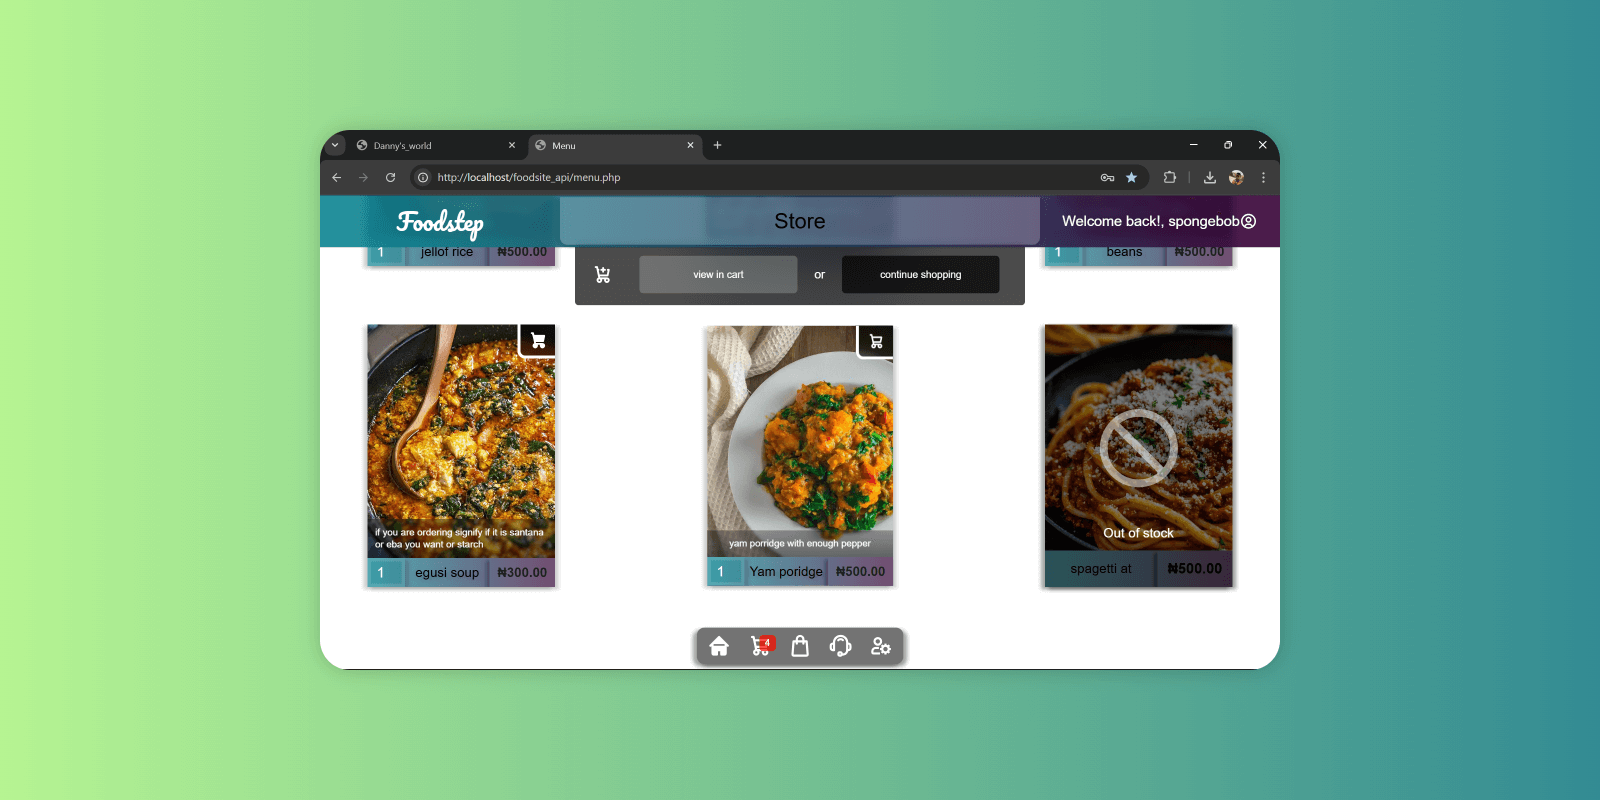 Danny's_world
Menu
http://localhost/foodsite_api/menu.php
Foodstep
Store
Welcome back!, spongebob
1 jellof rice ₦500.00
1 beans ₦500.00
view in cart
or
continue shopping
if you are ordering signify if it is santana
or eba you want or starch
1 egusi soup ₦300.00
yam porridge with enough pepper
1 Yam poridge ₦500.00
Out of stock
spagetti at ₦500.00
4